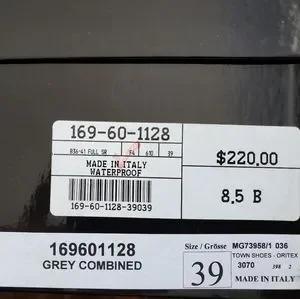 169-60-1128
B36-41 FULL SR F4 610 39
MADE IN ITALY
WATERPROOF
169-60-1128-39039
$220.00
8.5 B
169601128
GREY COMBINED
Size / Grösse
39
MG73958/1 036
TOWN SHOES - ORITEX
3070 398 2
MADE IN ITALY